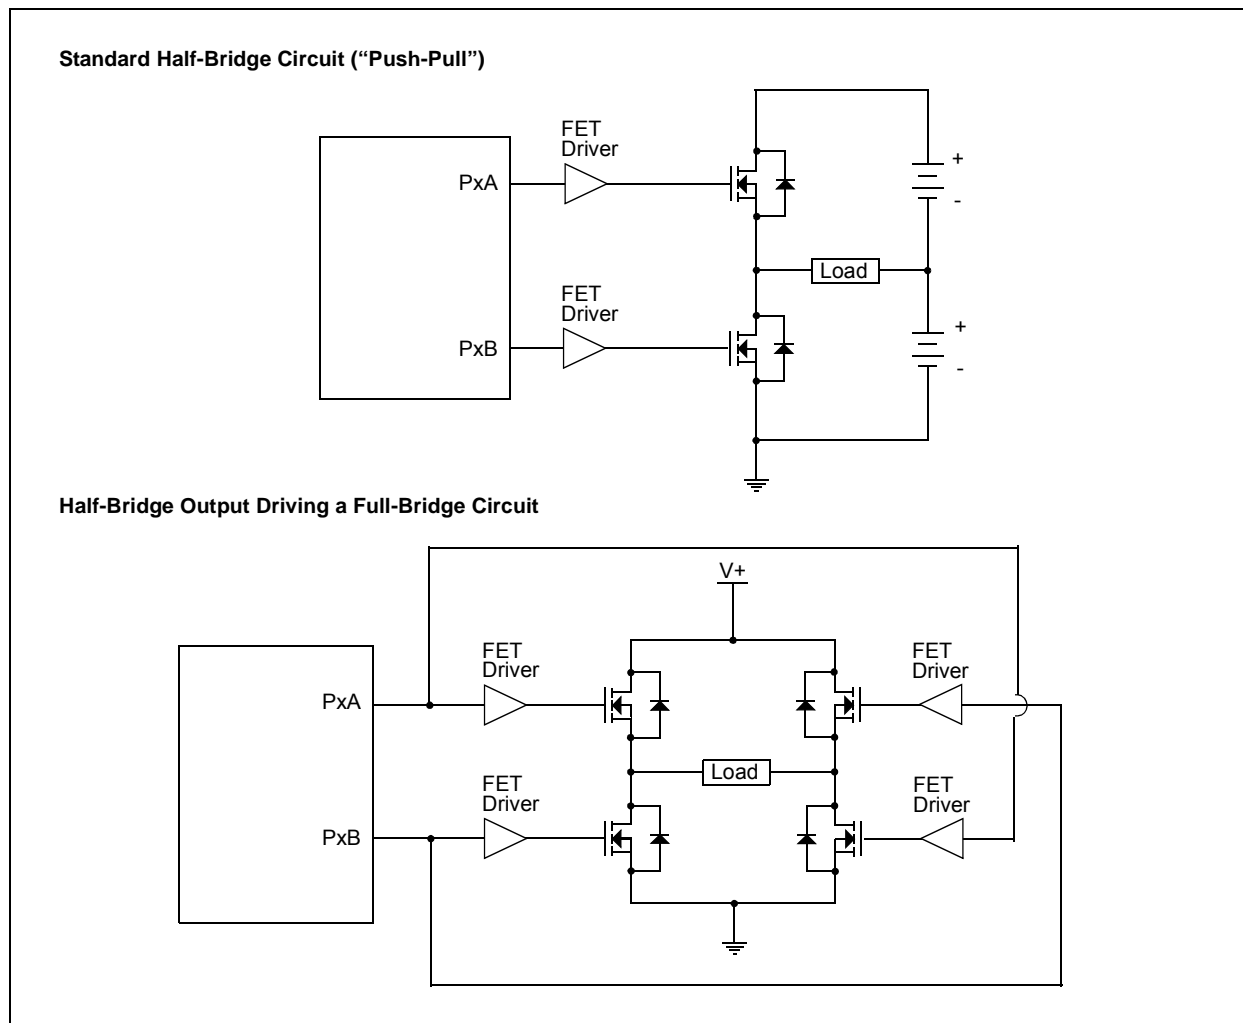 Standard Half-Bridge Circuit (“Push-Pull”)
FET
Driver
PxA
+
-
Load
FET
Driver
PxB
+
-
Half-Bridge Output Driving a Full-Bridge Circuit
V+
FET
Driver
FET
Driver
PxA
Load
FET
Driver
FET
Driver
PxB